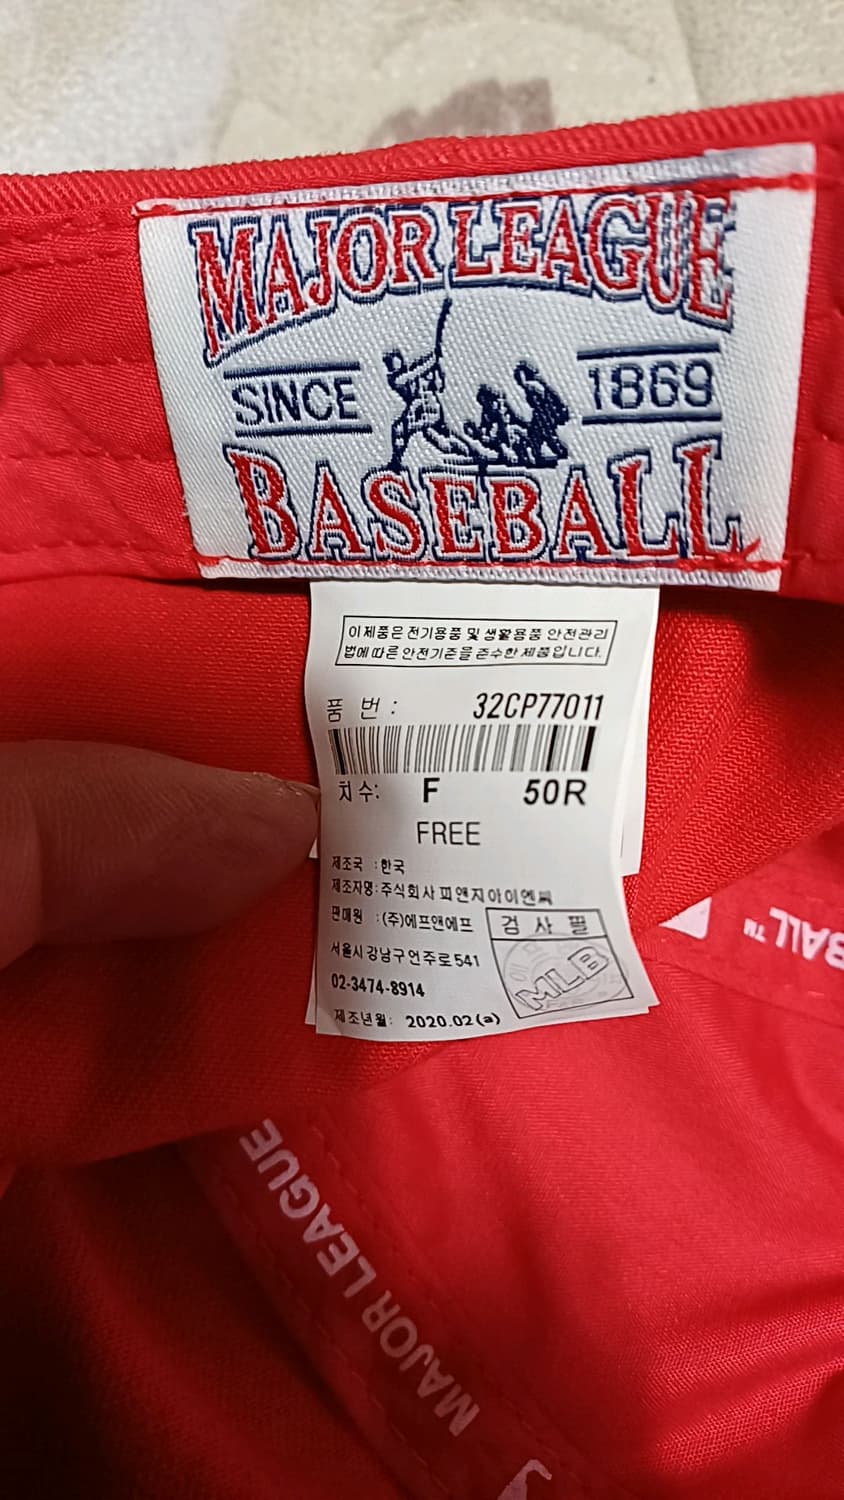 MAJOR LEAGUE
SINCE 1869
BASEBALL
이 제품은 전기용품 및 생활용품 안전관리
법에 따른 안전기준을 준수한 제품입니다.
품 번 : 32CP77011
치수: F 50R
FREE
제조국 : 한국
제조자명: 주식회사 피앤지아이엔씨
판매원 : (주)에프앤에프
서울시 강남구 언주로 541
02-3474-8914
제조년월: 2020.02(a)
검 사 필
MLB
BALL™
MAJOR LEAGUE